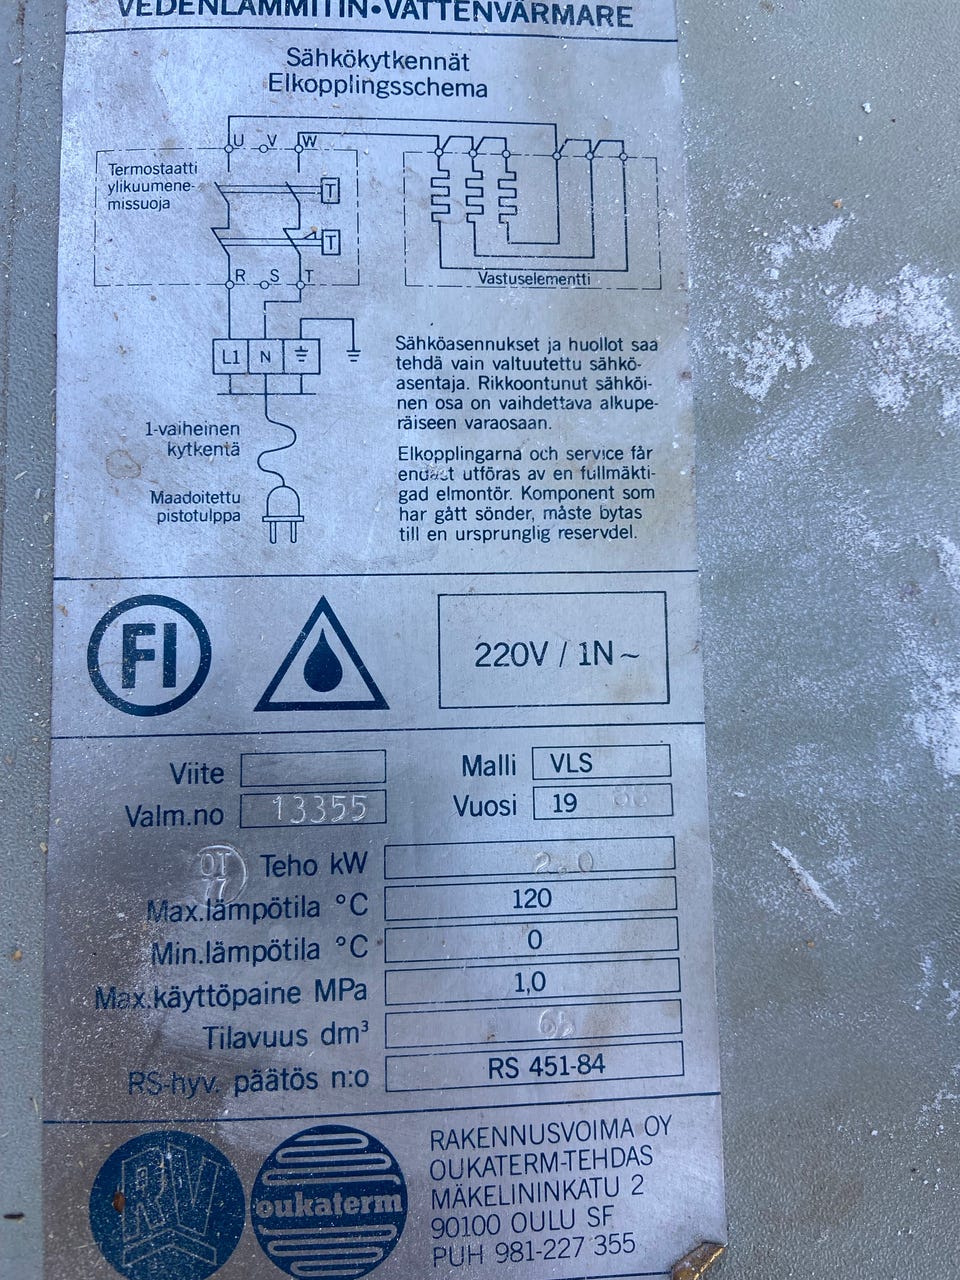 VEDENLÄMMITIN•VATTENVÄRMARE
Sähkökytkennät
Elkopplingsschema
U V W
Termostaatti
ylikuumene-
missuoja
T
T
R S T
Vastuselementti
L1 N
1-vaiheinen
kytkentä
Maadoitettu
pistotulppa
Sähköasennukset ja huollot saa
tehdä vain valtuutettu sähkö-
asentaja. Rikkoontunut sähköi-
nen osa on vaihdettava alkupe-
räiseen varaosaan.
Elkopplingarna och service får
endast utföras av en fullmäkti-
gad elmontör. Komponent som
har gått sönder, måste bytas
till en ursprunglig reservdel.
FI
220V / 1N ~
Viite
Malli VLS
Valm.no 13355
Vuosi 19
OT
77
Teho kW 2.0
Max.lämpötila °C 120
Min.lämpötila °C 0
Max.käyttöpaine MPa 1,0
Tilavuus dm³
RS-hyv. päätös n:o RS 451-84
RV
oukaterm
RAKENNUSVOIMA OY
OUKATERM-TEHDAS
MÄKELININKATU 2
90100 OULU SF
PUH 981-227 355